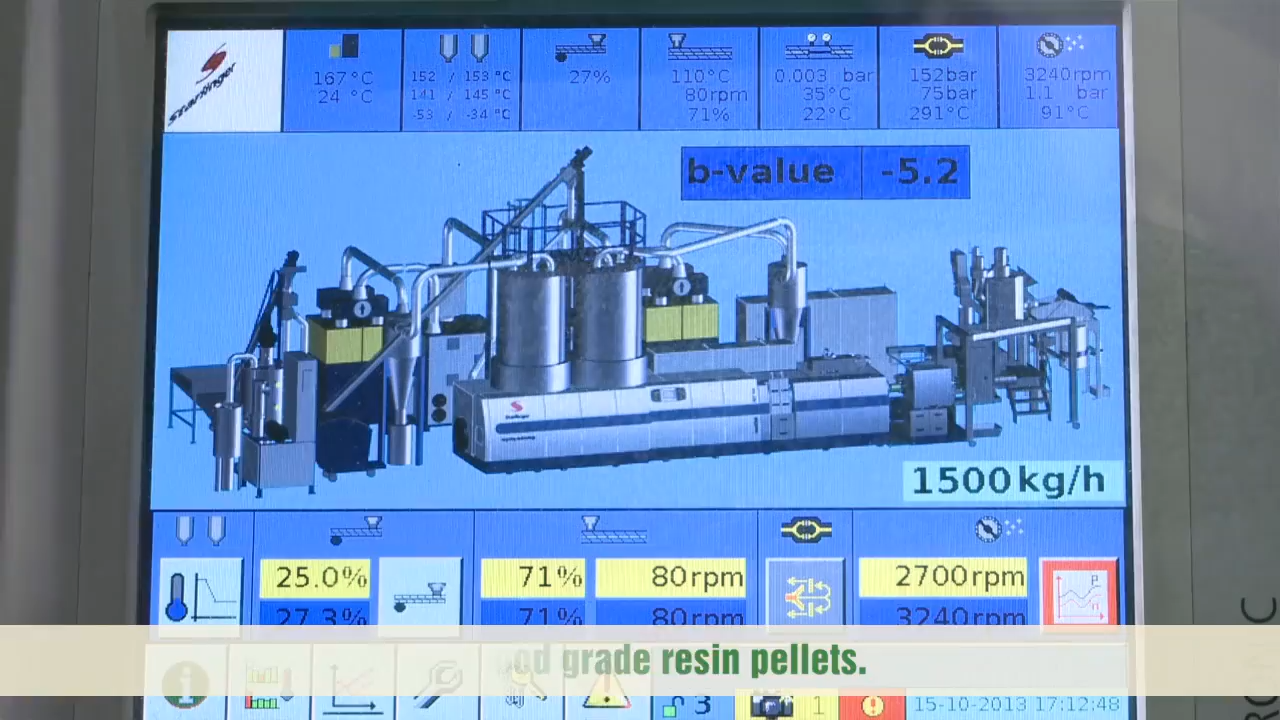 starlinger
167°C
24 °C
152 / 153 °C
141 / 145 °C
-53 / -34 °C
27%
110°C
80rpm
71%
0.003 bar
35°C
22°C
152bar
75bar
291°C
3240rpm
1.1 bar
91°C
b-value -5.2
1500kg/h
25.0% 71% 80rpm 2700rpm
27.3% 71% 80rpm 3240rpm
P
od grade resin pellets.
3 1 15-10-2013 17:12:48